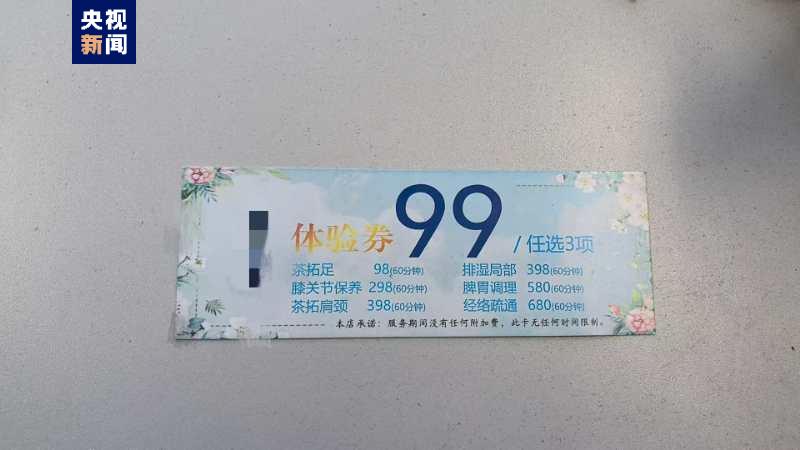 央视
新闻
体验券99/任选3项
茶拓足 98(60分钟) 排湿局部 398(60分钟)
膝关节保养 298(60分钟) 脾胃调理 580(60分钟)
茶拓肩颈 398(60分钟) 经络疏通 680(60分钟)
本店承诺：服务期间没有任何附加费，此卡无任何时间限制。